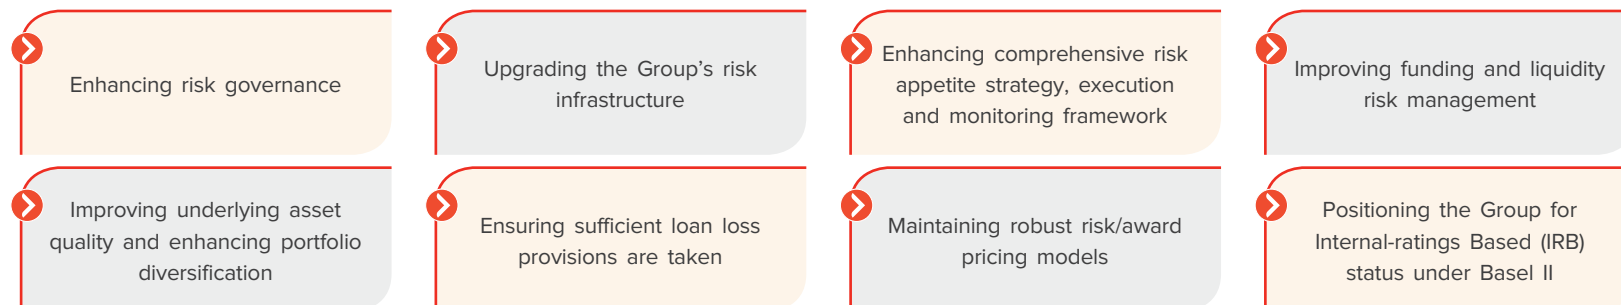 Enhancing risk governance
Upgrading the Group's risk
infrastructure
Enhancing comprehensive risk
appetite strategy, execution
and monitoring framework
Improving funding and liquidity
risk management
Improving underlying asset
quality and enhancing portfolio
diversification
Ensuring sufficient loan loss
provisions are taken
Maintaining robust risk/award
pricing models
Positioning the Group for
Internal-ratings Based (IRB)
status under Basel II